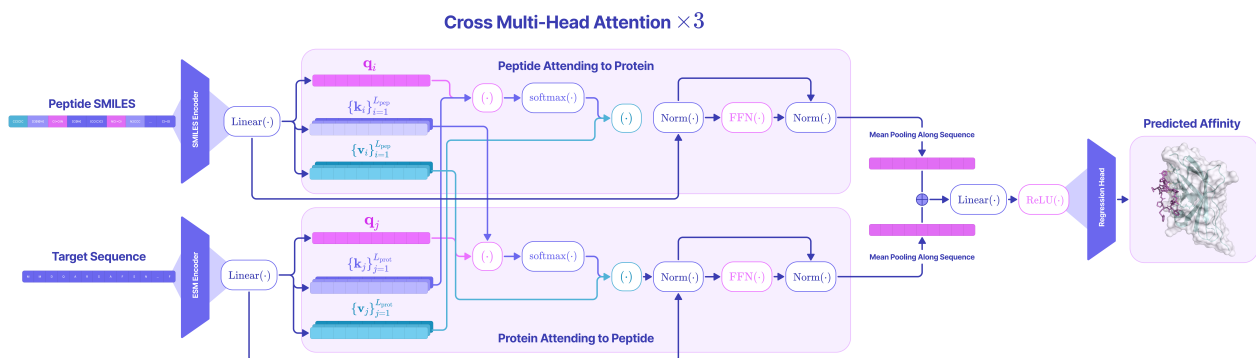 Cross Multi-Head Attention ×3
Peptide Attending to Protein
Peptide SMILES
SMILES Encoder
Linear(·)
q_i
{k_i}_{i=1}^{L_pep}
{v_i}_{i=1}^{L_pep}
(·)
softmax(·)
(·)
Norm(·)
FFN(·)
Norm(·)
Mean Pooling Along Sequence
Target Sequence
ESM Encoder
Linear(·)
q_j
{k_j}_{j=1}^{L_prot}
{v_j}_{j=1}^{L_prot}
(·)
softmax(·)
(·)
Norm(·)
FFN(·)
Norm(·)
Protein Attending to Peptide
Mean Pooling Along Sequence
Linear(·)
ReLU(·)
Regression Head
Predicted Affinity